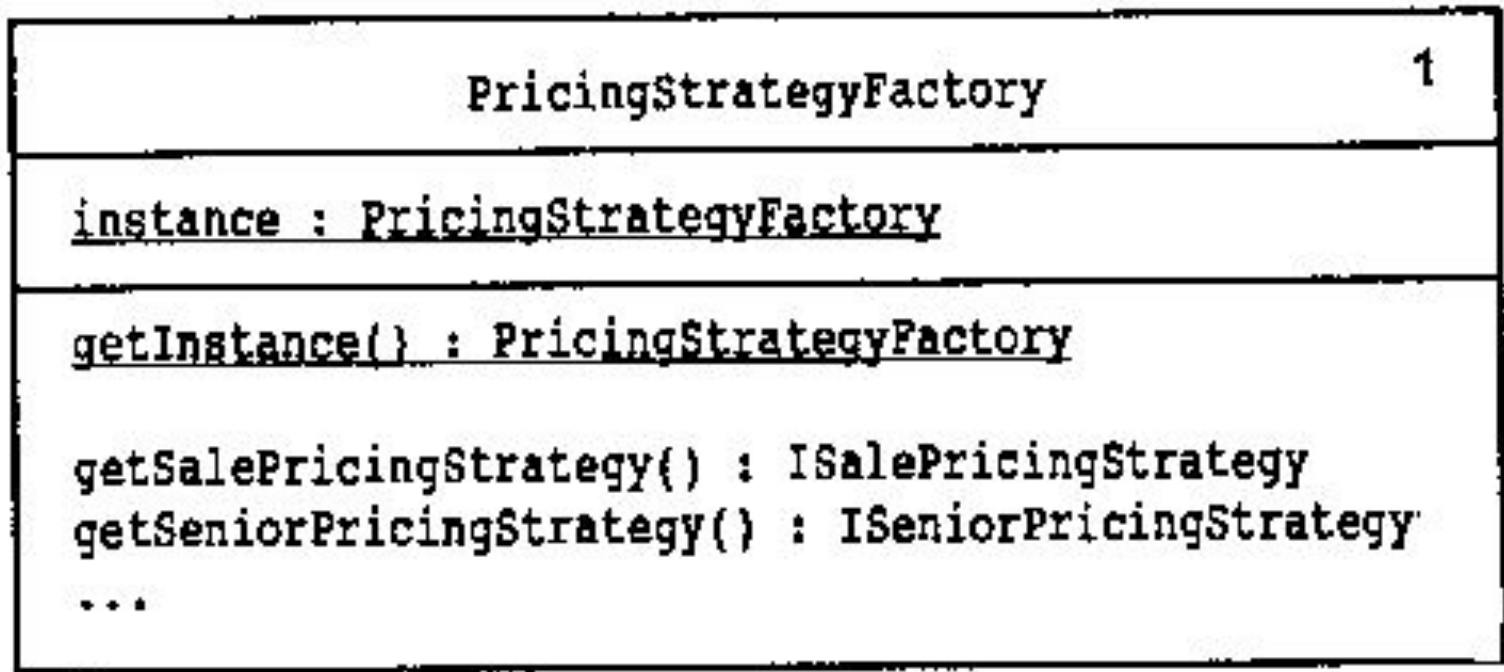 PricingStrategyFactory 1
instance : PricingStrategyFactory
getInstance() : PricingStrategyFactory
getSalePricingStrategy() : ISalePricingStrategy
getSeniorPricingStrategy() : ISeniorPricingStrategy
...